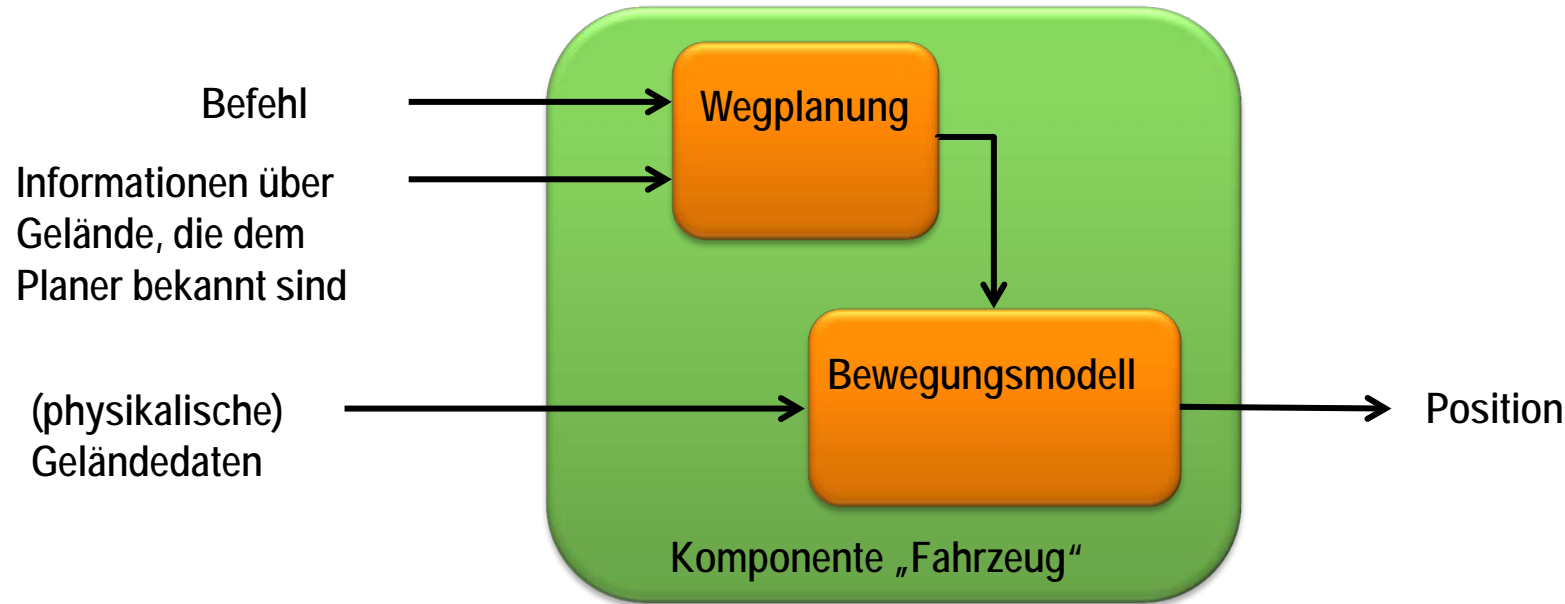 Befehl
Wegplanung
Informationen über
Gelände, die dem
Planer bekannt sind
Bewegungsmodell
(physikalische)
Geländedaten
Position
Komponente „Fahrzeug“